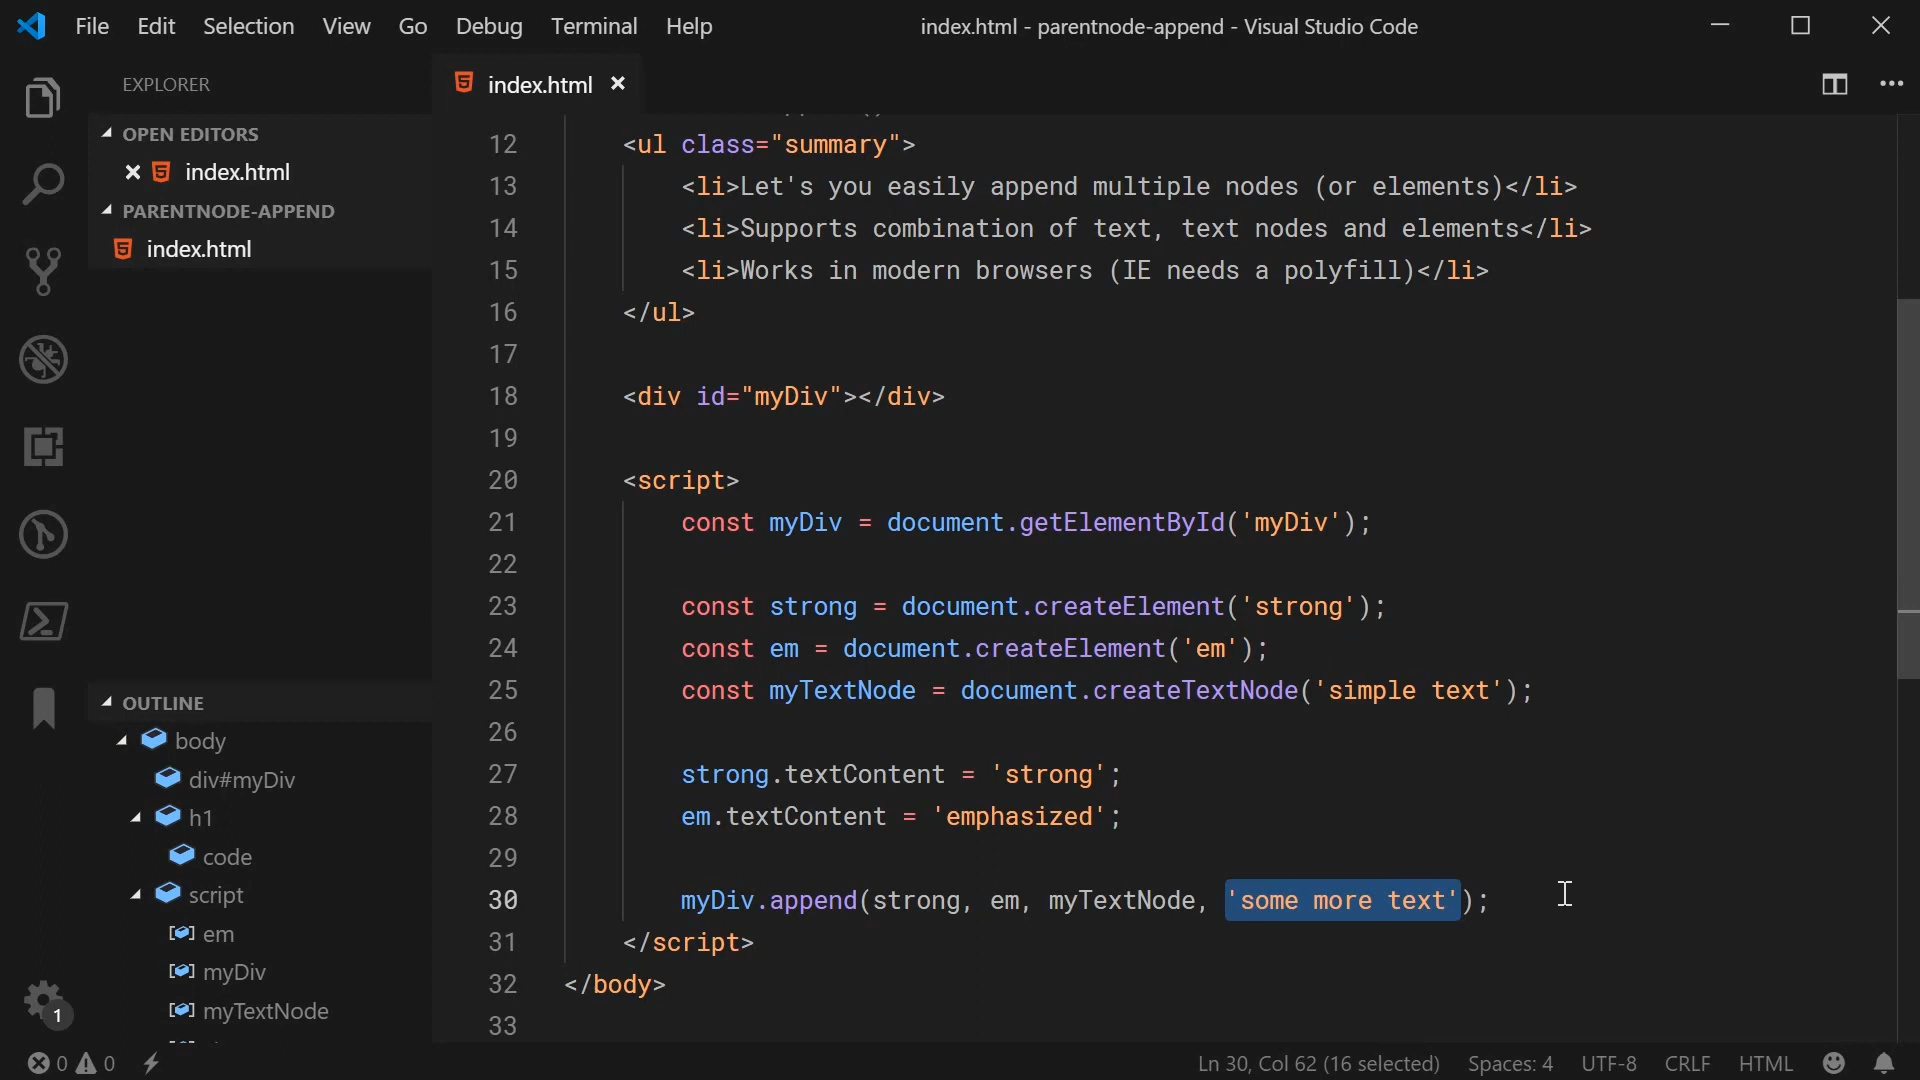 File Edit Selection View Go Debug Terminal Help
index.html - parentnode-append - Visual Studio Code
EXPLORER
OPEN EDITORS
index.html
PARENTNODE-APPEND
index.html
OUTLINE
body
div#myDiv
h1
code
script
em
myDiv
myTextNode
index.html
12 <ul class="summary">
13 <li>Let's you easily append multiple nodes (or elements)</li>
14 <li>Supports combination of text, text nodes and elements</li>
15 <li>Works in modern browsers (IE needs a polyfill)</li>
16 </ul>
17
18 <div id="myDiv"></div>
19
20 <script>
21 const myDiv = document.getElementById('myDiv');
22
23 const strong = document.createElement('strong');
24 const em = document.createElement('em');
25 const myTextNode = document.createTextNode('simple text');
26
27 strong.textContent = 'strong';
28 em.textContent = 'emphasized';
29
30 myDiv.append(strong, em, myTextNode, 'some more text');
31 </script>
32 </body>
33
1
0 0 Ln 30, Col 62 (16 selected) Spaces: 4 UTF-8 CRLF HTML